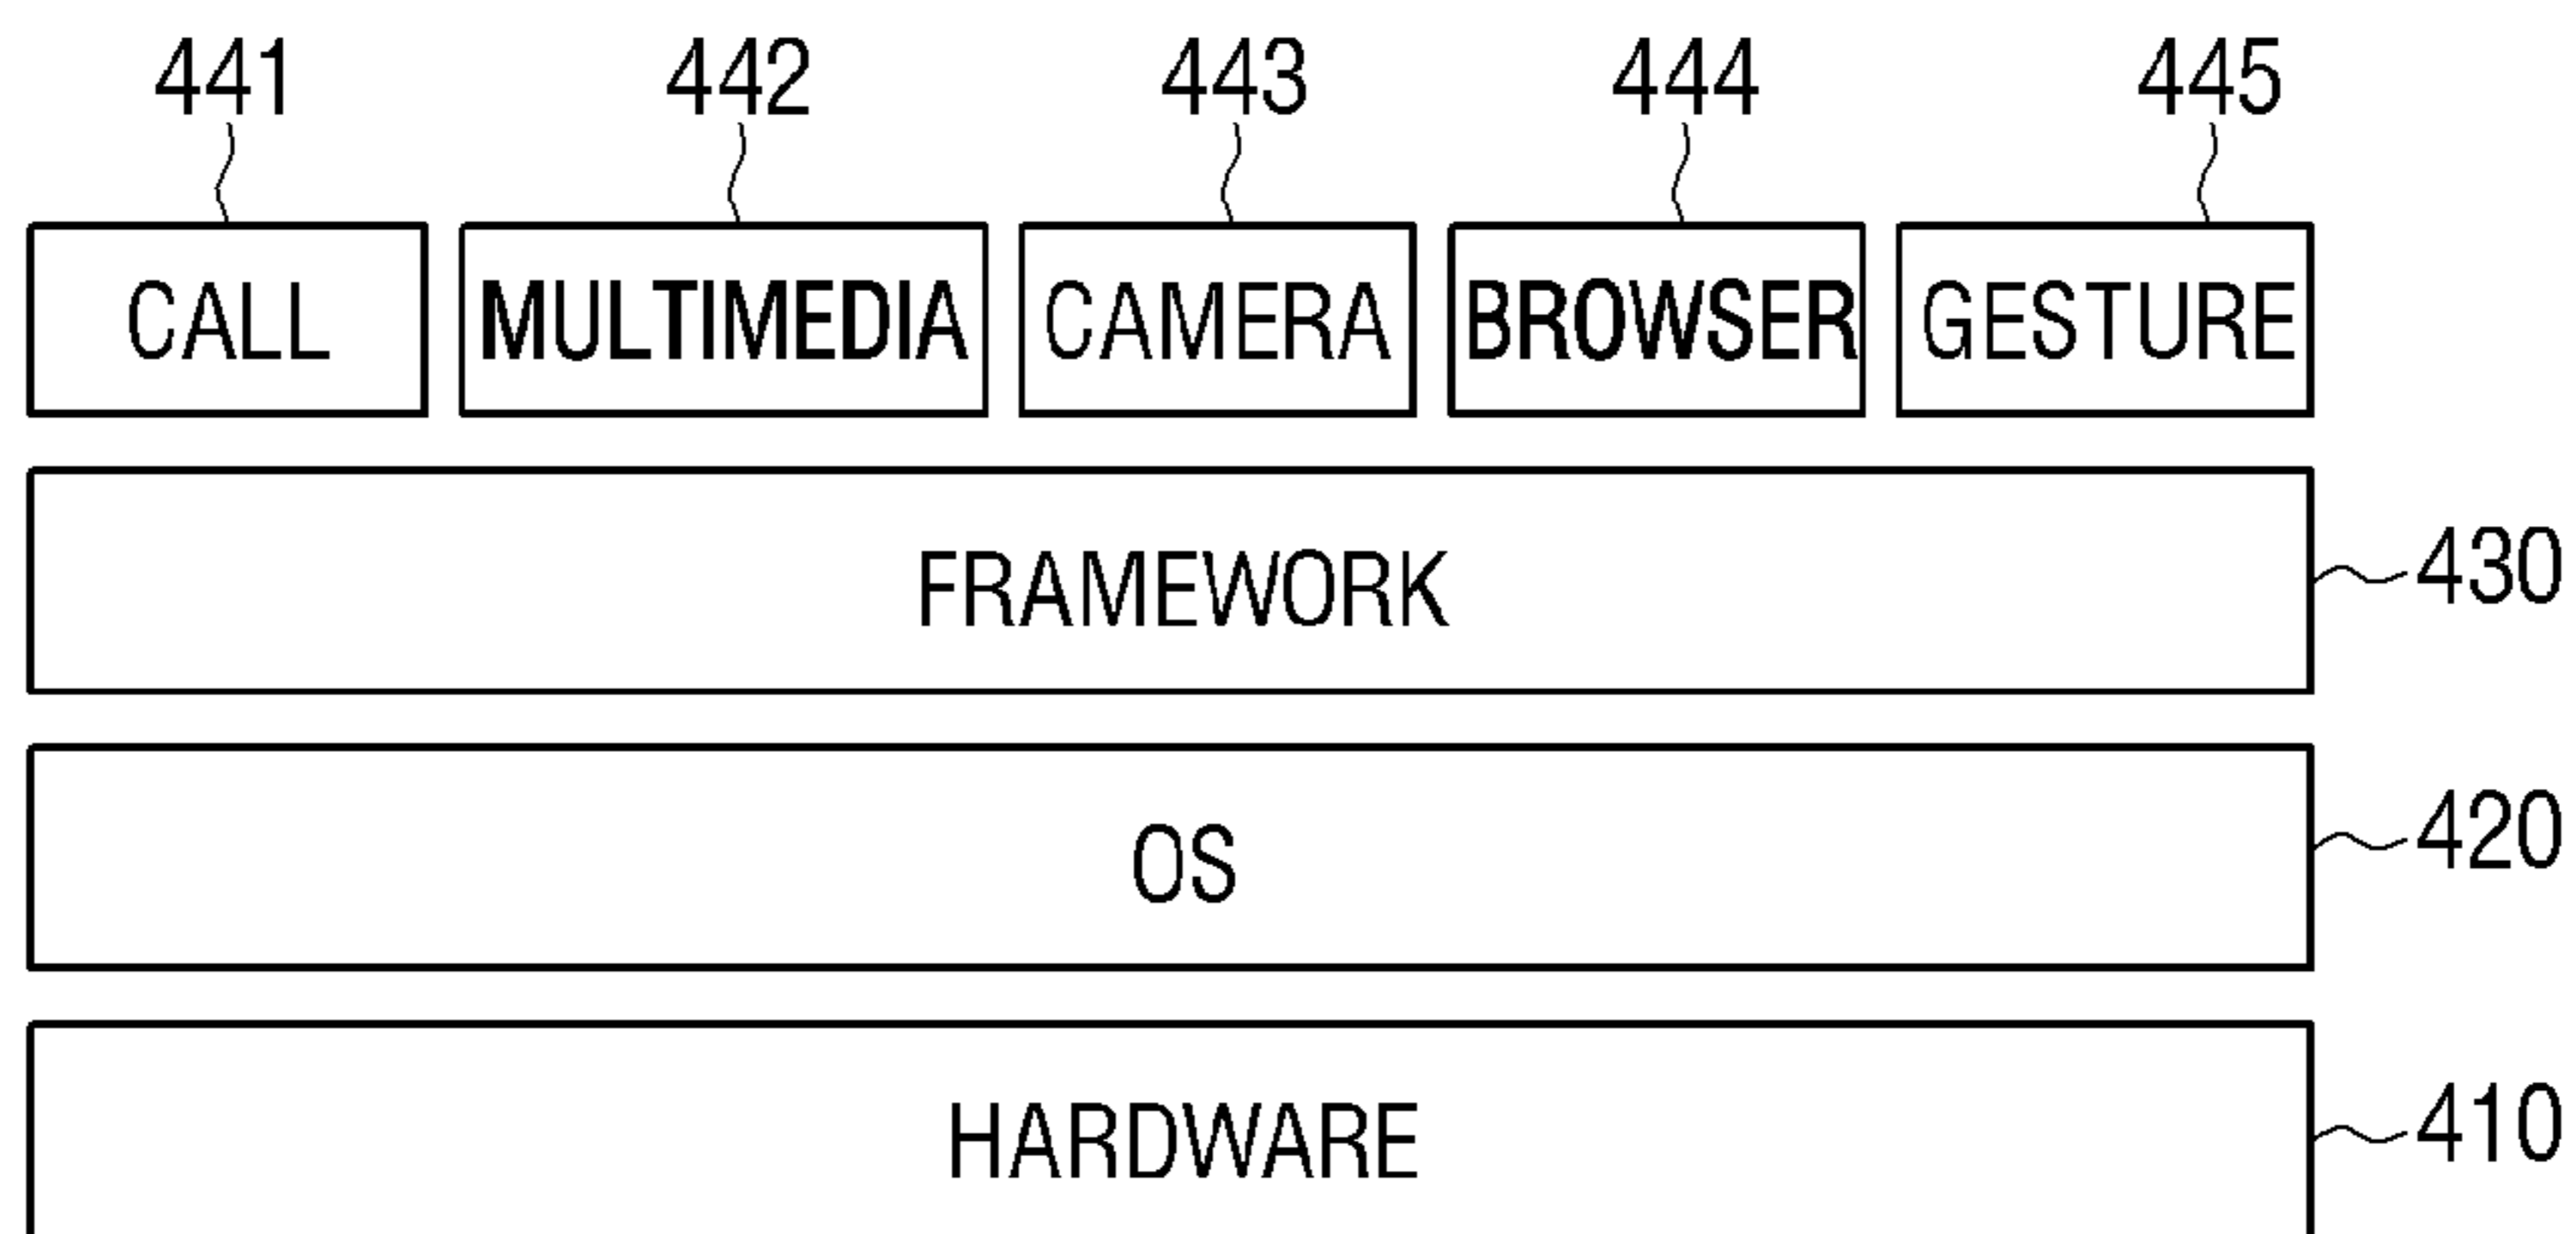 441 442 443 444 445
CALL MULTIMEDIA CAMERA BROWSER GESTURE
FRAMEWORK 430
OS 420
HARDWARE 410